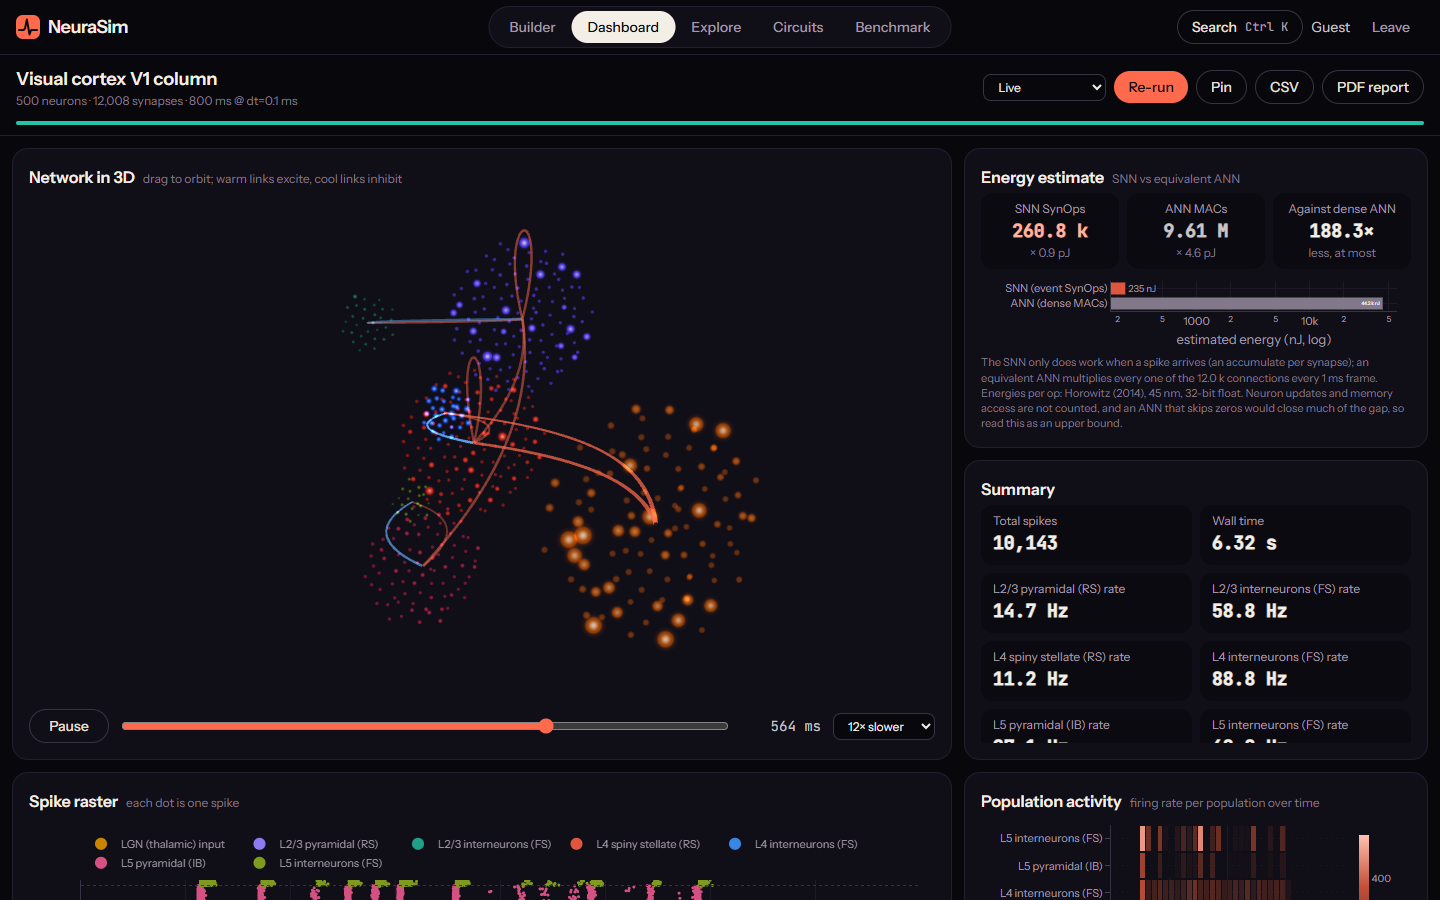 NeuraSim
Builder Dashboard Explore Circuits Benchmark
Search Ctrl K Guest Leave
Visual cortex V1 column
500 neurons · 12,008 synapses · 800 ms @ dt=0.1 ms
Live Re-run Pin CSV PDF report
Network in 3D drag to orbit; warm links excite, cool links inhibit
Pause 564 ms 12× slower
Energy estimate SNN vs equivalent ANN
SNN SynOps ANN MACs Against dense ANN
260.8 k 9.61 M 188.3×
× 0.9 pJ × 4.6 pJ less, at most
SNN (event SynOps) 235 nJ
ANN (dense MACs)
2 5 1000 2 5 10k 2 5
estimated energy (nJ, log)
The SNN only does work when a spike arrives (an accumulate per synapse); an
equivalent ANN multiplies every one of the 12.0 k connections every 1 ms frame.
Energies per op: Horowitz (2014), 45 nm, 32-bit float. Neuron updates and memory
access are not counted, and an ANN that skips zeros would close much of the gap, so
read this as an upper bound.
Summary
Total spikes Wall time
10,143 6.32 s
L2/3 pyramidal (RS) rate L2/3 interneurons (FS) rate
14.7 Hz 58.8 Hz
L4 spiny stellate (RS) rate L4 interneurons (FS) rate
11.2 Hz 88.8 Hz
L5 pyramidal (IB) rate L5 interneurons (FS) rate
Spike raster each dot is one spike
LGN (thalamic) input L2/3 pyramidal (RS) L2/3 interneurons (FS) L4 spiny stellate (RS) L4 interneurons (FS)
L5 pyramidal (IB) L5 interneurons (FS)
Population activity firing rate per population over time
L5 interneurons (FS)
L5 pyramidal (IB)
L4 interneurons (FS)
400